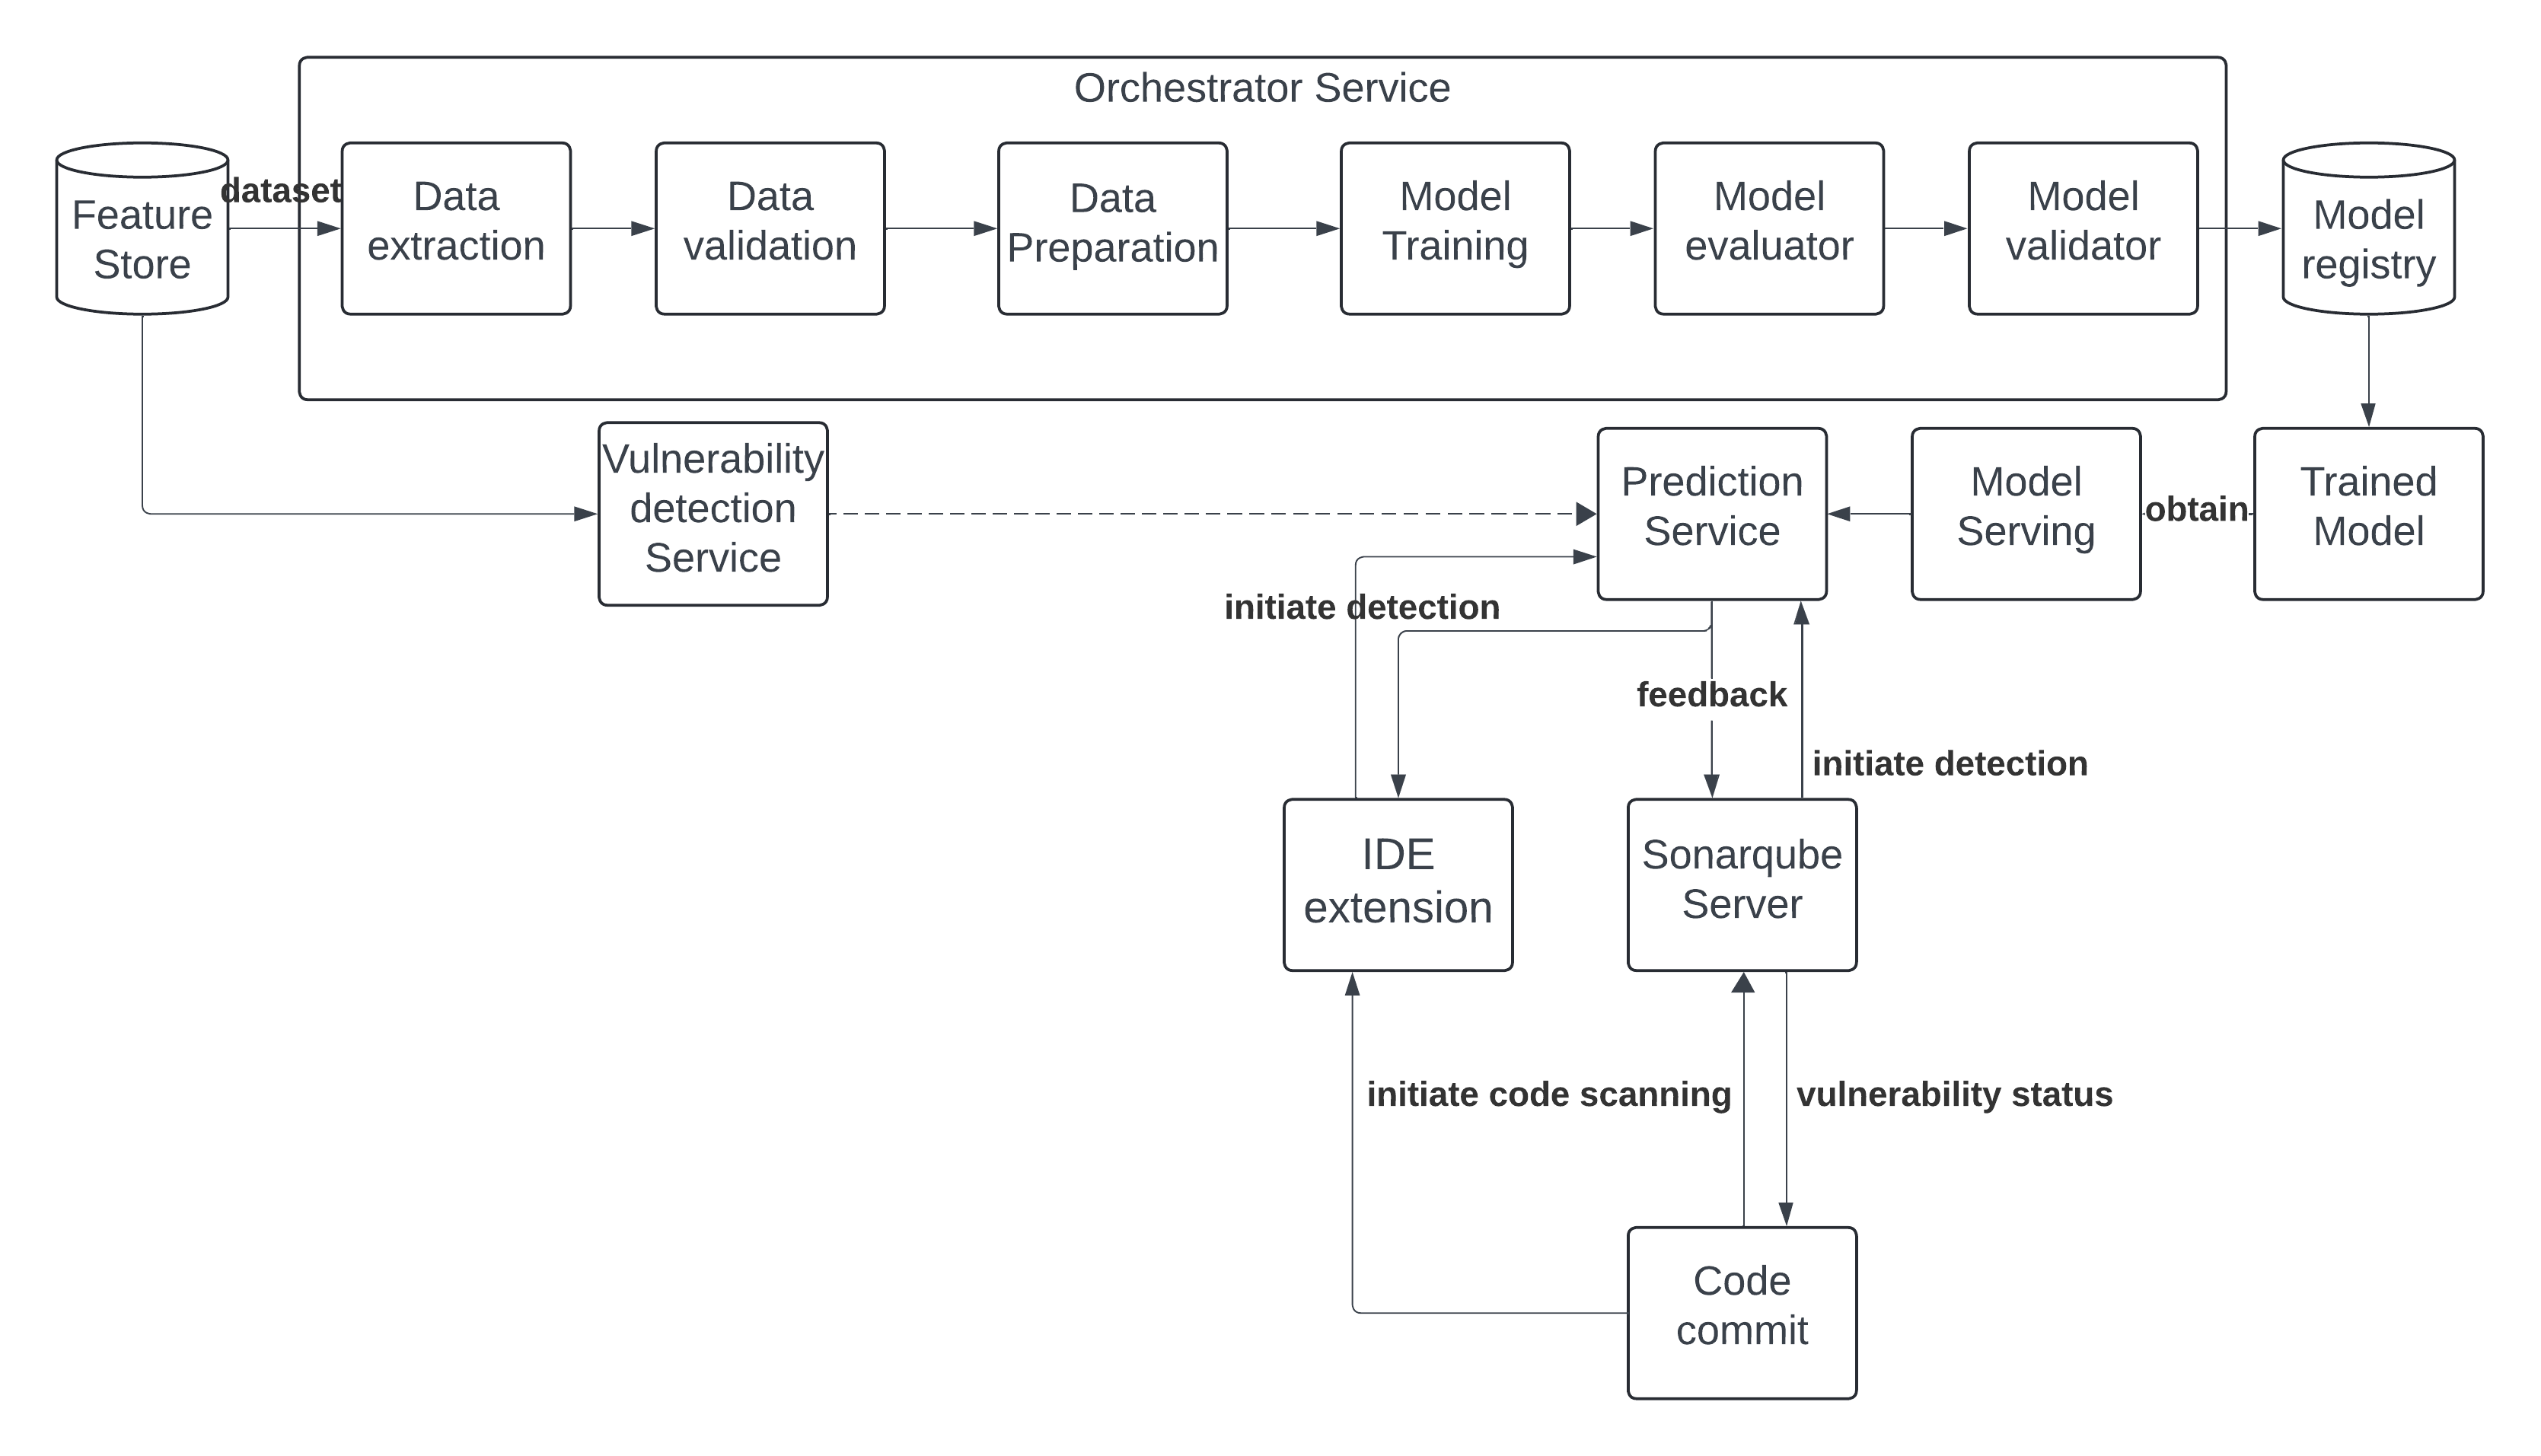 Orchestrator Service
Feature
Store
dataset
Data
extraction
Data
validation
Data
Preparation
Model
Training
Model
evaluator
Model
validator
Model
registry
Vulnerability
detection
Service
Prediction
Service
Model
Serving
obtain
Trained
Model
initiate detection
feedback
initiate detection
IDE
extension
Sonarqube
Server
initiate code scanning
vulnerability status
Code
commit